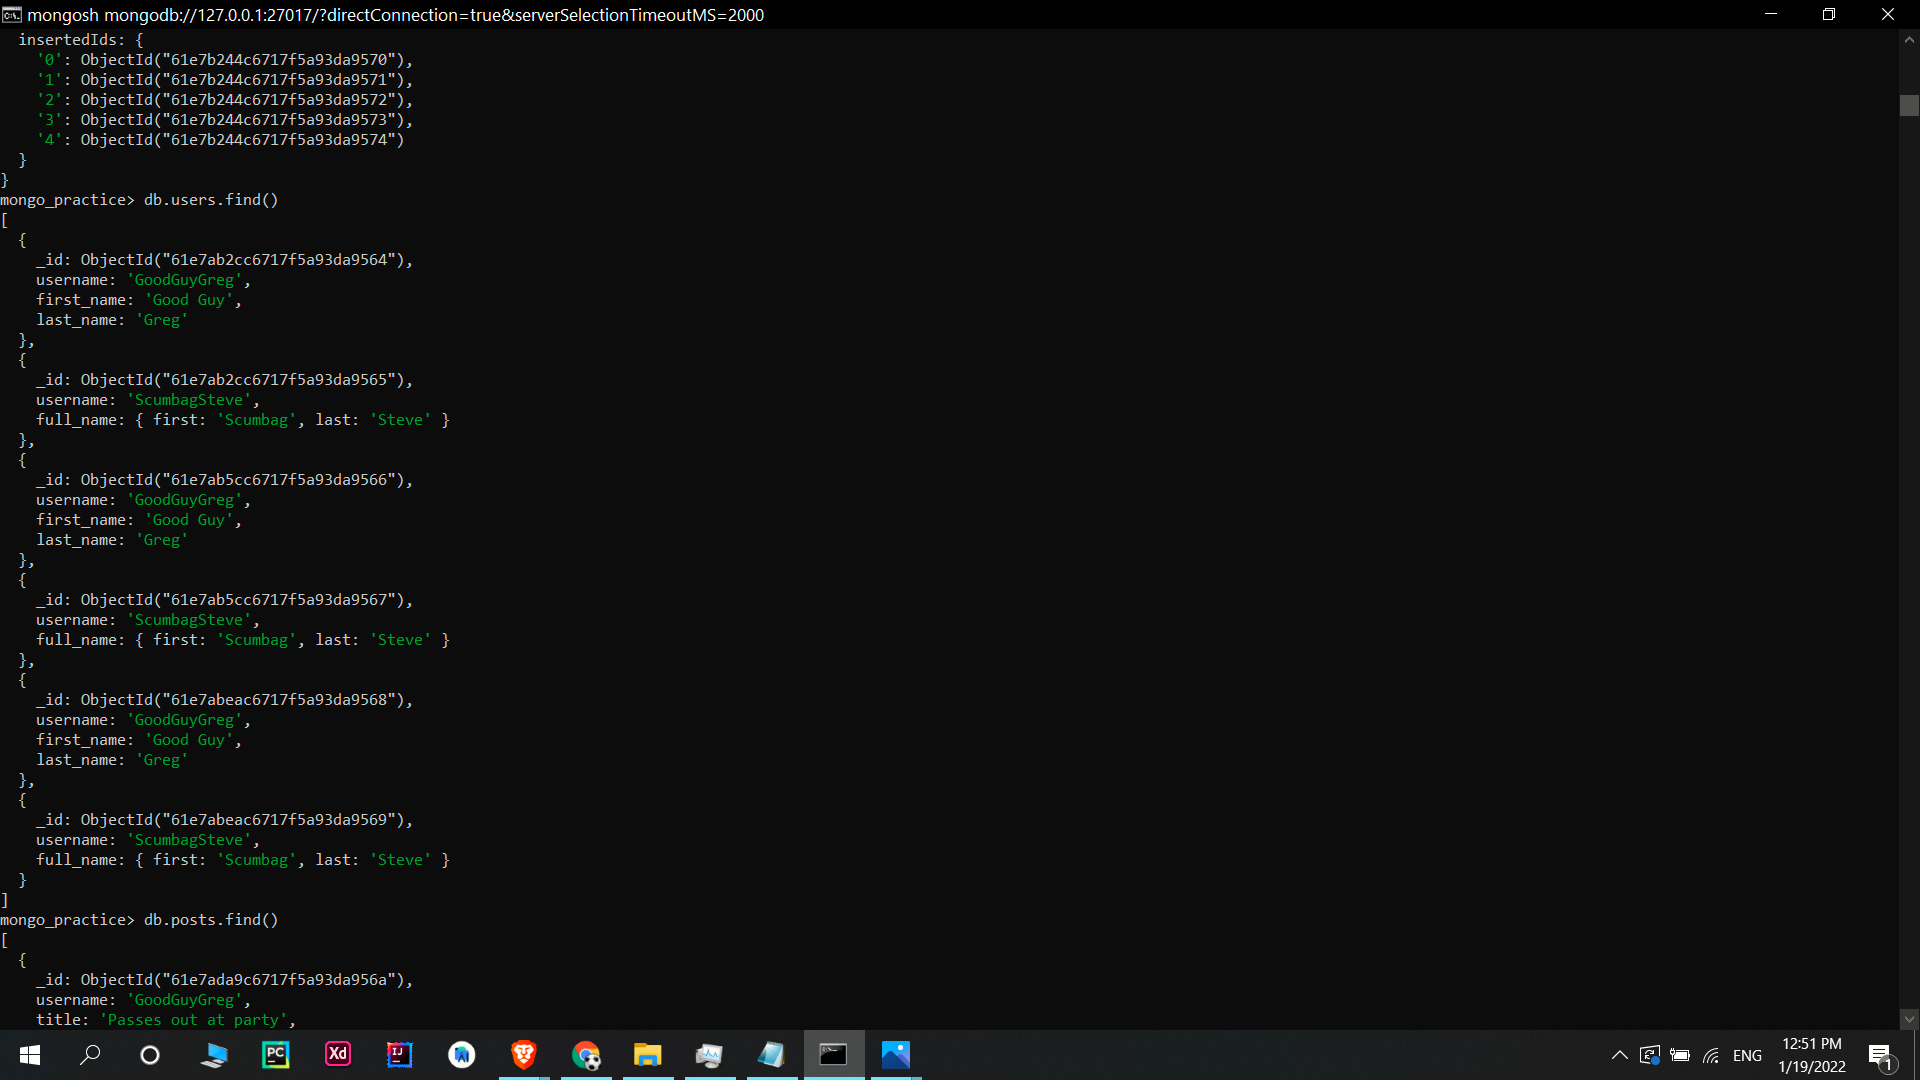 mongosh mongodb://127.0.0.1:27017/?directConnection=true&serverSelectionTimeoutMS=2000
  insertedIds: {
    '0': ObjectId("61e7b244c6717f5a93da9570"),
    '1': ObjectId("61e7b244c6717f5a93da9571"),
    '2': ObjectId("61e7b244c6717f5a93da9572"),
    '3': ObjectId("61e7b244c6717f5a93da9573"),
    '4': ObjectId("61e7b244c6717f5a93da9574")
  }
}
mongo_practice> db.users.find()
[
  {
    _id: ObjectId("61e7ab2cc6717f5a93da9564"),
    username: 'GoodGuyGreg',
    first_name: 'Good Guy',
    last_name: 'Greg'
  },
  {
    _id: ObjectId("61e7ab2cc6717f5a93da9565"),
    username: 'ScumbagSteve',
    full_name: { first: 'Scumbag', last: 'Steve' }
  },
  {
    _id: ObjectId("61e7ab5cc6717f5a93da9566"),
    username: 'GoodGuyGreg',
    first_name: 'Good Guy',
    last_name: 'Greg'
  },
  {
    _id: ObjectId("61e7ab5cc6717f5a93da9567"),
    username: 'ScumbagSteve',
    full_name: { first: 'Scumbag', last: 'Steve' }
  },
  {
    _id: ObjectId("61e7abeac6717f5a93da9568"),
    username: 'GoodGuyGreg',
    first_name: 'Good Guy',
    last_name: 'Greg'
  },
  {
    _id: ObjectId("61e7abeac6717f5a93da9569"),
    username: 'ScumbagSteve',
    full_name: { first: 'Scumbag', last: 'Steve' }
  }
]
mongo_practice> db.posts.find()
[
  {
    _id: ObjectId("61e7ada9c6717f5a93da956a"),
    username: 'GoodGuyGreg',
    title: 'Passes out at party',
PC
Xd
IJ
ENG
12:51 PM
1/19/2022
1